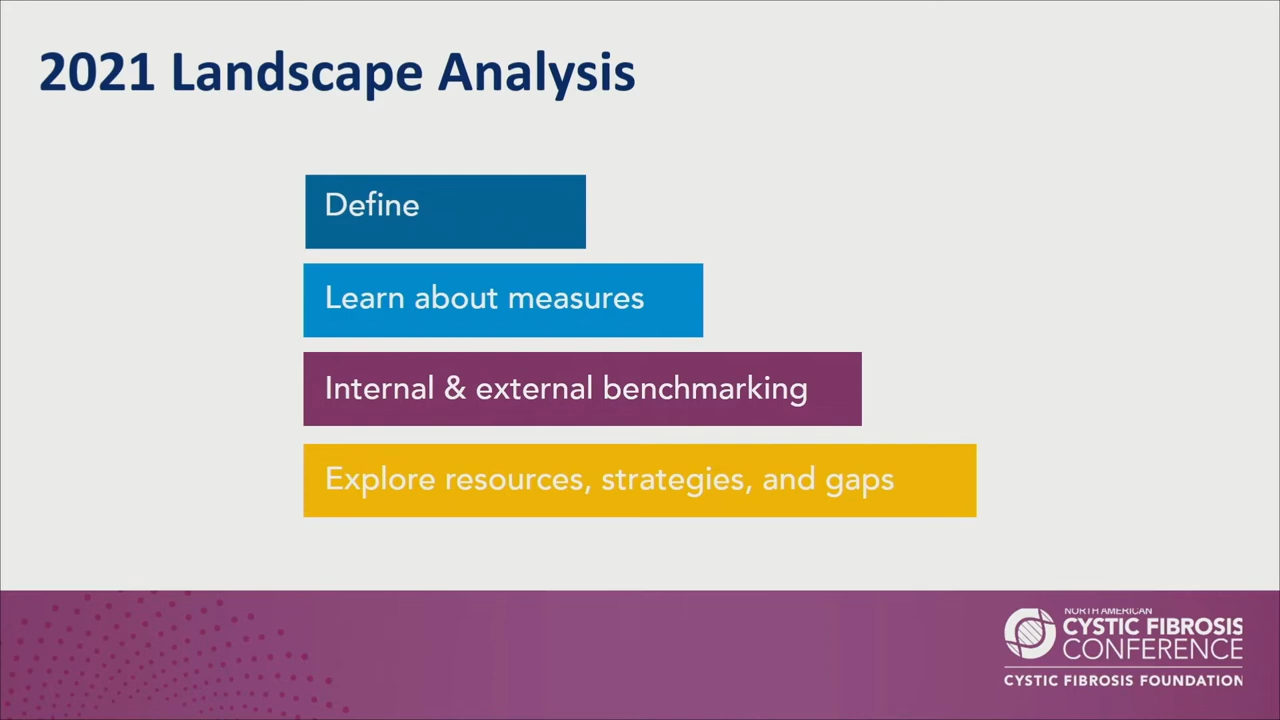 2021 Landscape Analysis
Define
Learn about measures
Internal & external benchmarking
Explore resources, strategies, and gaps
NORTH AMERICAN
CYSTIC FIBROSIS
CONFERENCE
CYSTIC FIBROSIS FOUNDATION